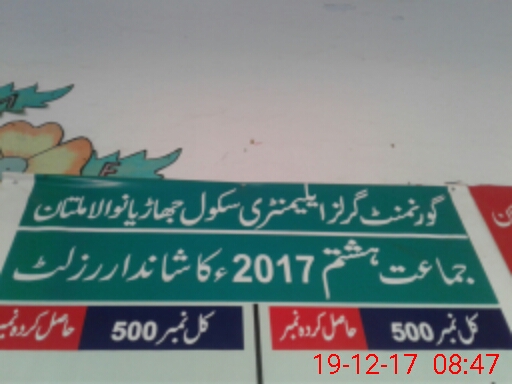 گورنمنٹ گرلز ایلیمنٹری سکول جھاڑیانوالا ملتان
جماعت ہشتم 2017ء کا شاندار رزلٹ
کل نمبر 500 حاصل کردہ نمبر
کل نمبر 500 حاصل کردہ نمبر
19-12-17 08:47